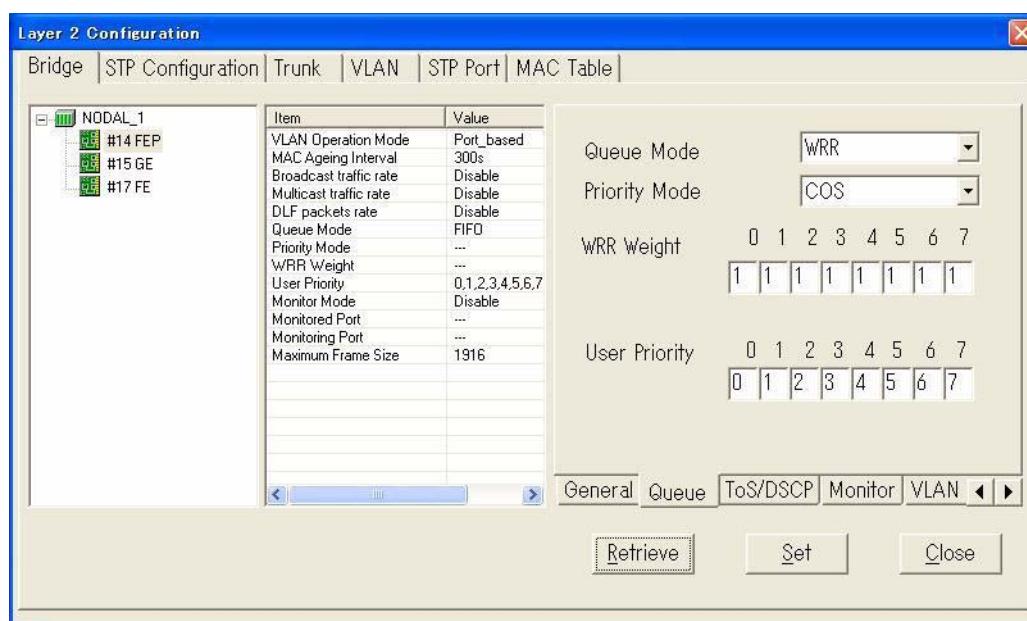 Layer 2 Configuration
Bridge STP Configuration Trunk VLAN STP Port MAC Table
NODAL_1
#14 FEP
#15 GE
#17 FE
Item Value
VLAN Operation Mode Port_based
MAC Ageing Interval 300s
Broadcast traffic rate Disable
Multicast traffic rate Disable
DLF packets rate Disable
Queue Mode FIFO
Priority Mode ---
WRR Weight ---
User Priority 0,1,2,3,4,5,6,7
Monitor Mode Disable
Monitored Port ---
Monitoring Port ---
Maximum Frame Size 1916
Queue Mode WRR
Priority Mode COS
WRR Weight 0 1 2 3 4 5 6 7
1 1 1 1 1 1 1 1
User Priority 0 1 2 3 4 5 6 7
0 1 2 3 4 5 6 7
General Queue ToS/DSCP Monitor VLAN
Retrieve Set Close